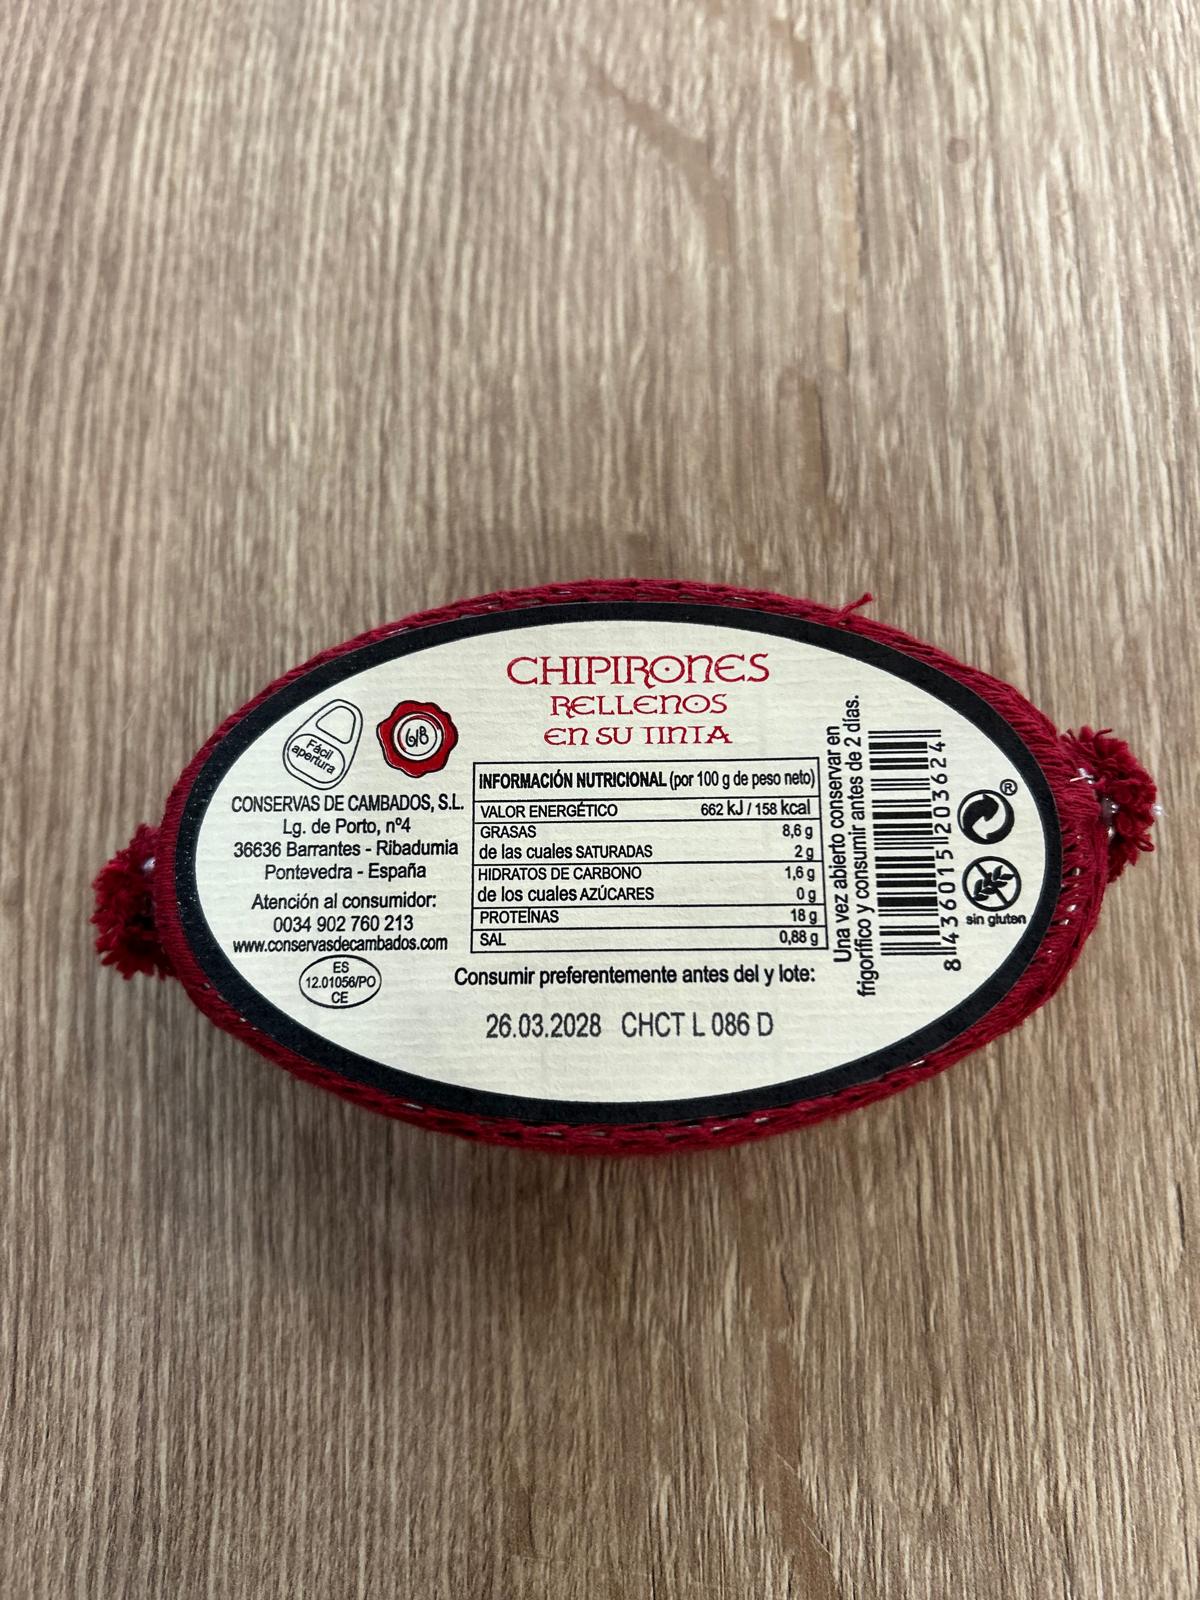 CHIPIRONES
RELLENOS
EN SU TINTA
Fácil
apertura
CONSERVAS DE CAMBADOS, S.L.
Lg. de Porto, nº4
36636 Barrantes - Ribadumia
Pontevedra - España
Atención al consumidor:
0034 902 760 213
www.conservasdecambados.com
ES
12.01056/PO
CE
INFORMACIÓN NUTRICIONAL (por 100 g de peso neto)
VALOR ENERGÉTICO 662 kJ / 158 kcal
GRASAS 8,6 g
de las cuales SATURADAS 2 g
HIDRATOS DE CARBONO 1,6 g
de los cuales AZÚCARES 0 g
PROTEÍNAS 18 g
SAL 0,88 g
Consumir preferentemente antes del y lote:
26.03.2028 CHCT L 086 D
Una vez abierto conservar en
frigorífico y consumir antes de 2 días.
8 436015 203624
®
sin gluten